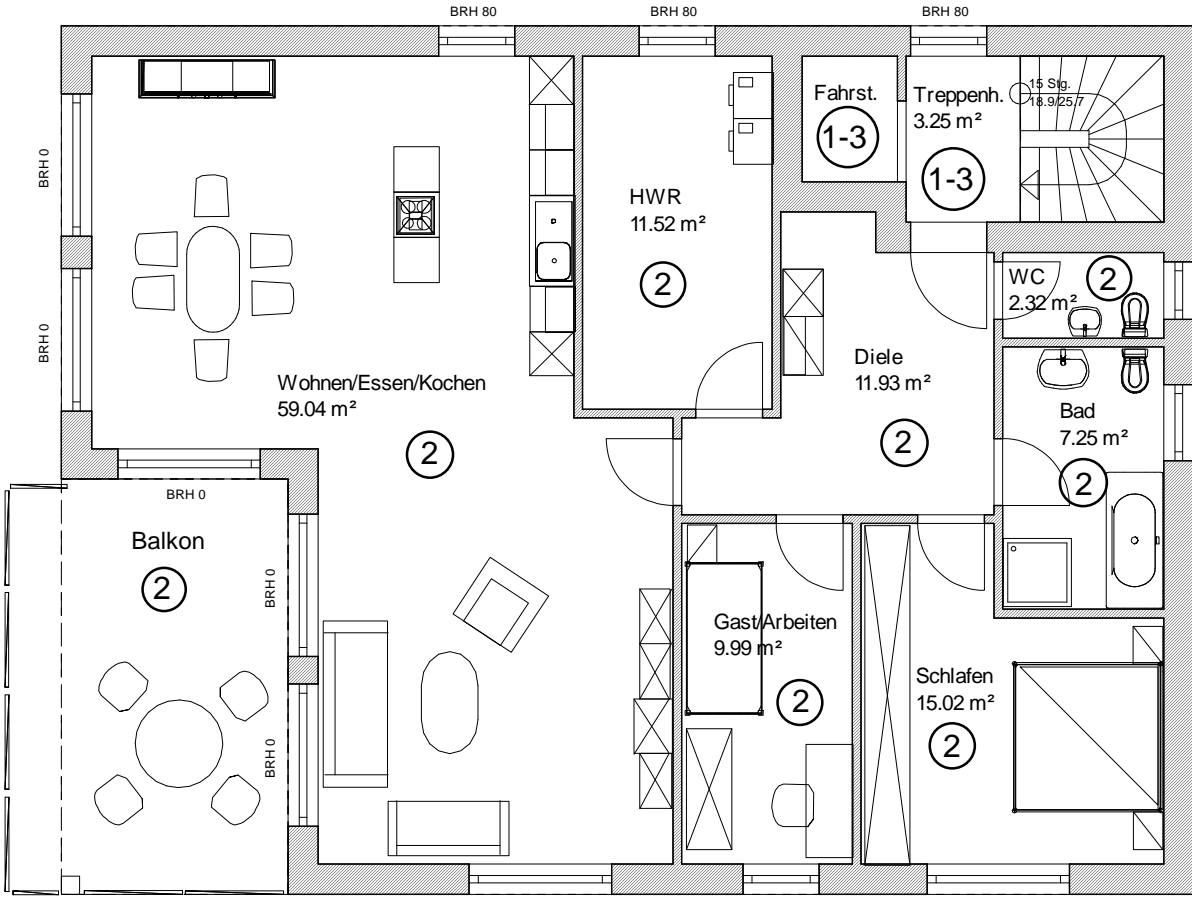 BRH 80
BRH 80
BRH 80
Fahrst.
1-3
Treppenh.
3.25 m²
1-3
15 Stg.
18.9/25.7
BRH 0
HWR
11.52 m²
2
WC
2.32 m²
2
BRH 0
Wohnen/Essen/Kochen
59.04 m²
2
Diele
11.93 m²
2
Bad
7.25 m²
2
BRH 0
Balkon
2
BRH 0
Gast/Arbeiten
9.99 m²
2
Schlafen
15.02 m²
2
BRH 0